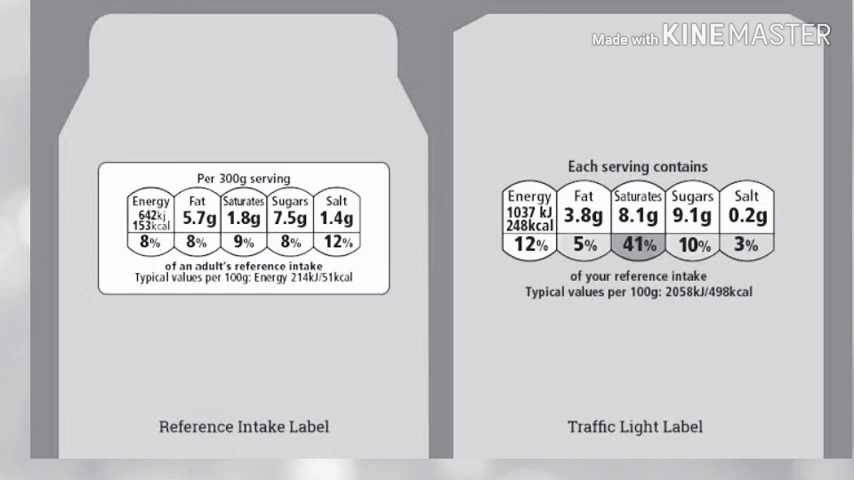 Made with KINEMASTER
Per 300g serving
Energy Fat Saturates Sugars Salt
642kj 5.7g 1.8g 7.5g 1.4g
153kcal
8% 8% 9% 8% 12%
of an adult's reference intake
Typical values per 100g: Energy 214kJ/51kcal
Reference Intake Label
Each serving contains
Energy Fat Saturates Sugars Salt
1037 kJ 3.8g 8.1g 9.1g 0.2g
248kcal
12% 5% 41% 10% 3%
of your reference intake
Typical values per 100g: 2058kJ/498kcal
Traffic Light Label